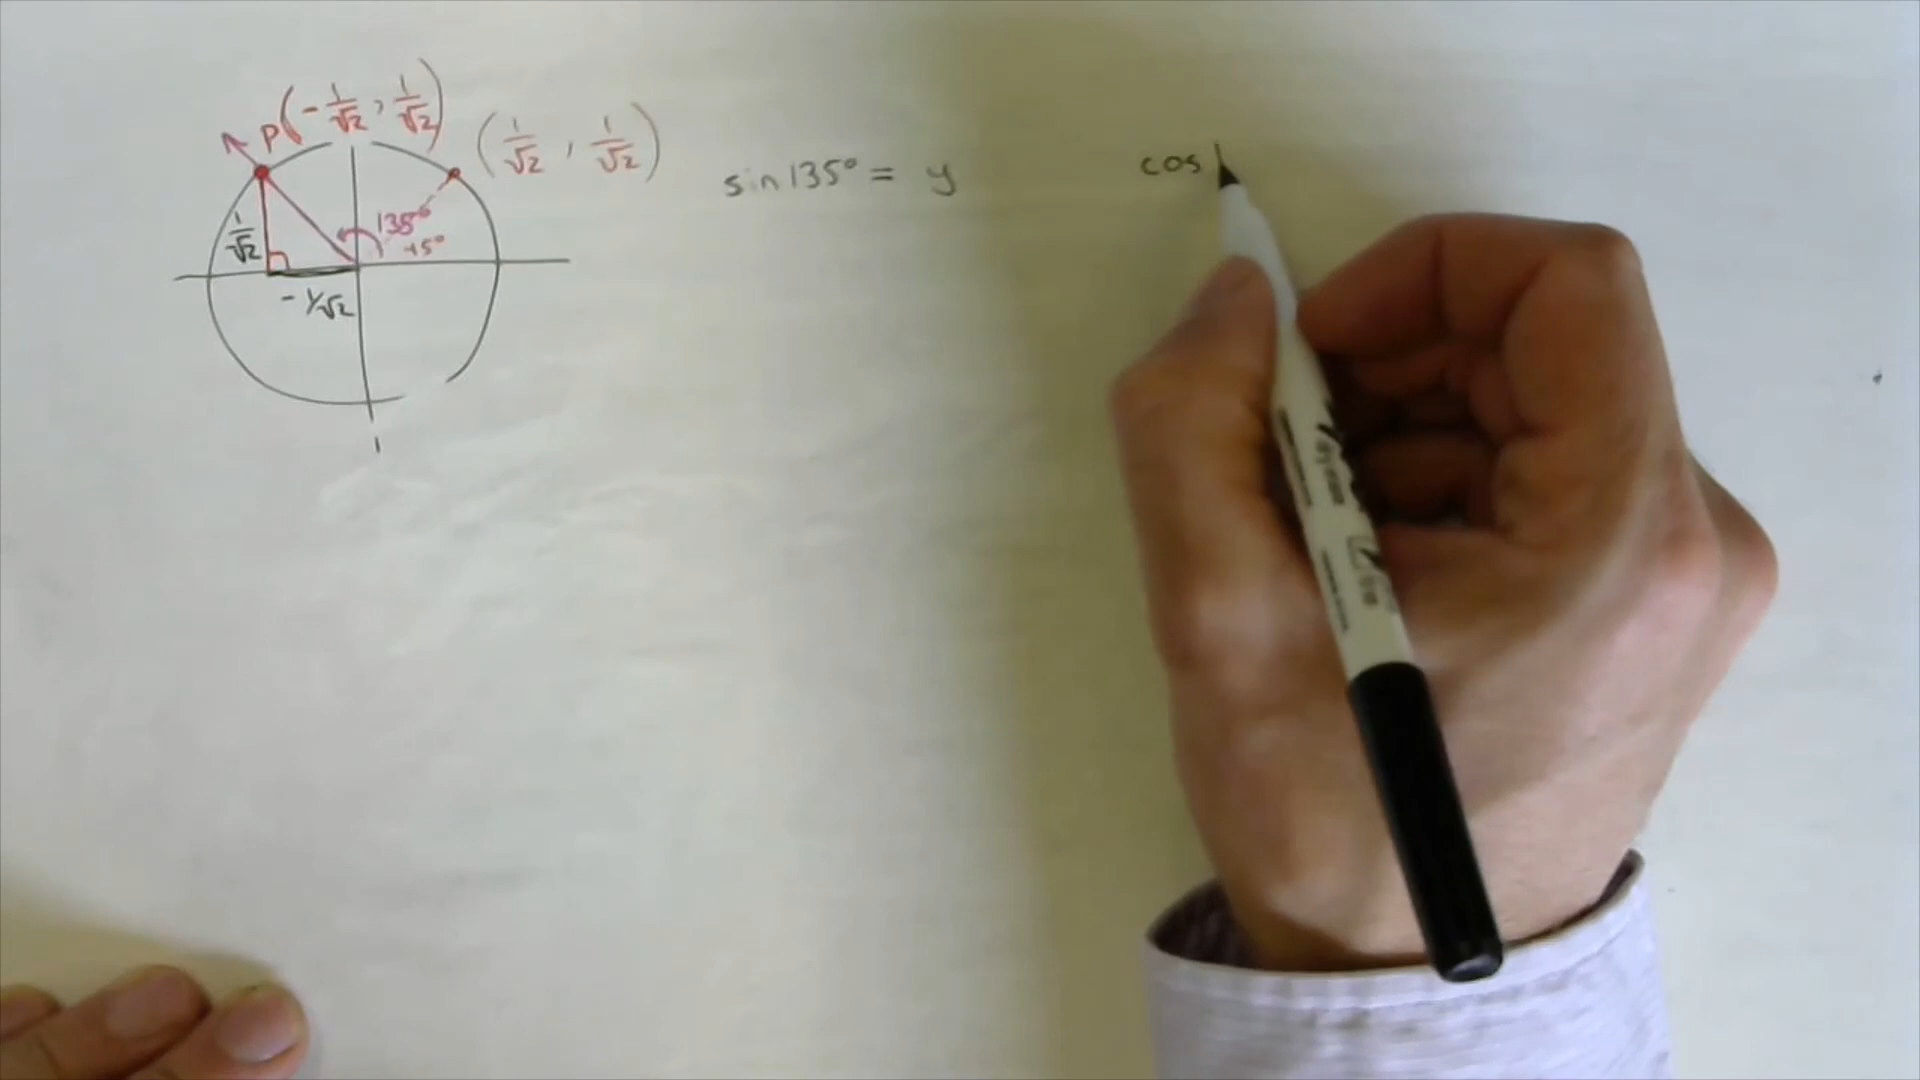 P(-1/√2, 1/√2)
(1/√2, 1/√2)
sin 135° = y
cos
135°
45°
1/√2
- 1/√2